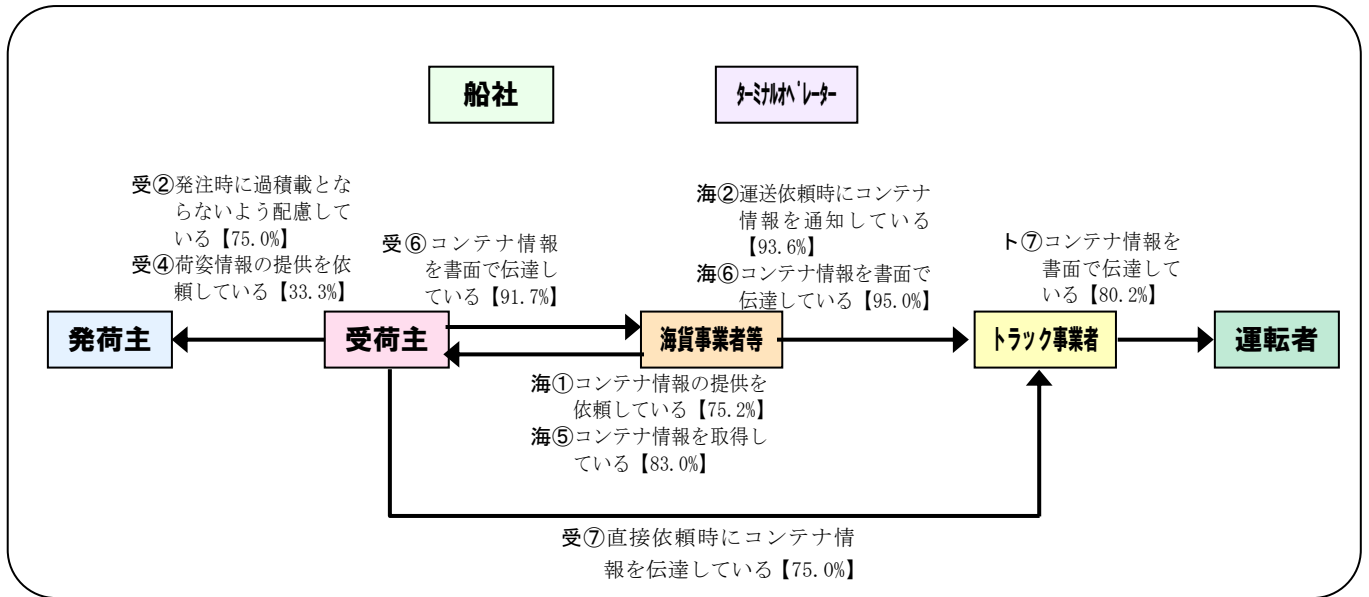 船社
ターミナルオペレーター
受②発注時に過積載とな
らないよう配慮して
いる【75.0%】
受④荷姿情報の提供を依
頼している【33.3%】
受⑥コンテナ情報
を書面で伝達し
ている【91.7%】
海②運送依頼時にコンテナ
情報を通知している
【93.6%】
海⑥コンテナ情報を書面で
伝達している【95.0%】
ト⑦コンテナ情報を
書面で伝達して
いる【80.2%】
発荷主
受荷主
海貨事業者等
トラック事業者
運転者
海①コンテナ情報の提供を
依頼している【75.2%】
海⑤コンテナ情報を取得し
ている【83.0%】
受⑦直接依頼時にコンテナ情
報を伝達している【75.0%】